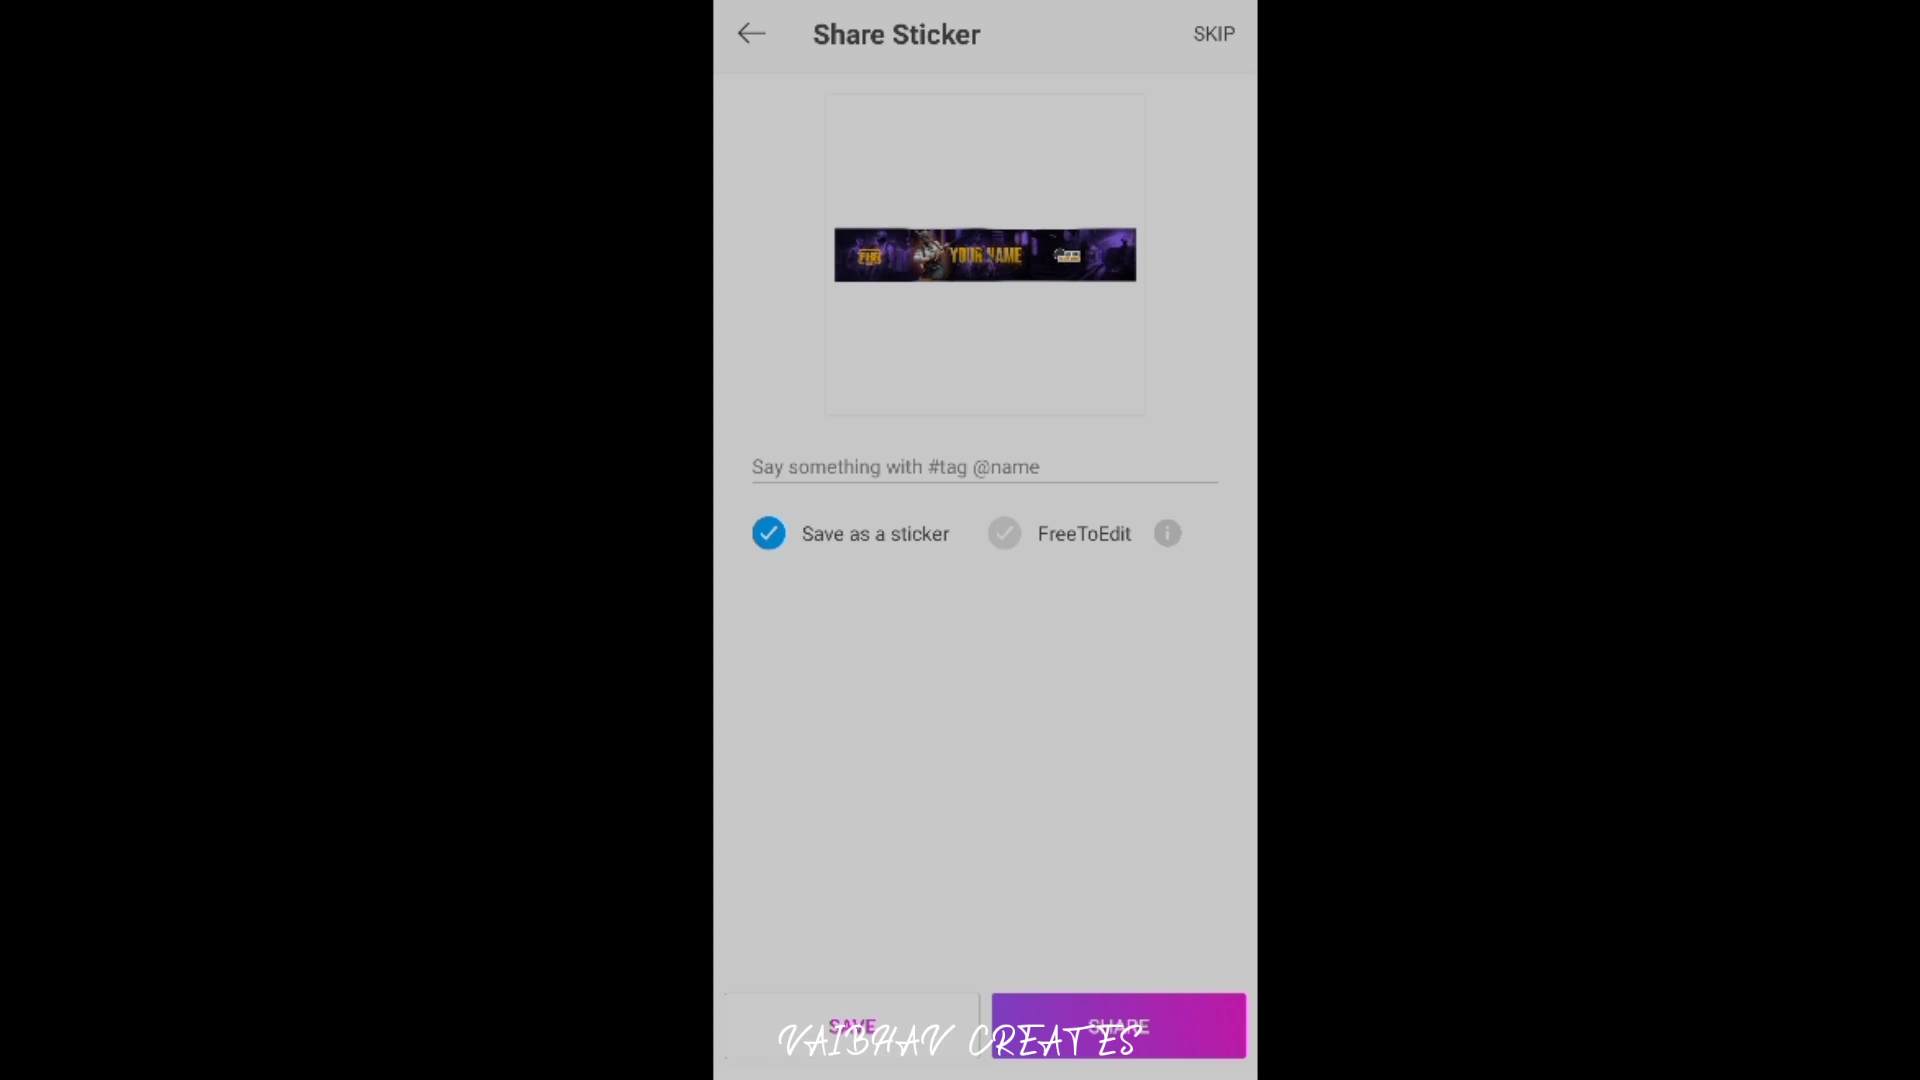 Share Sticker
SKIP
YOUR NAME
Say something with #tag @name
Save as a sticker
FreeToEdit
SAVE
SHARE
VAIBHAV CREATES